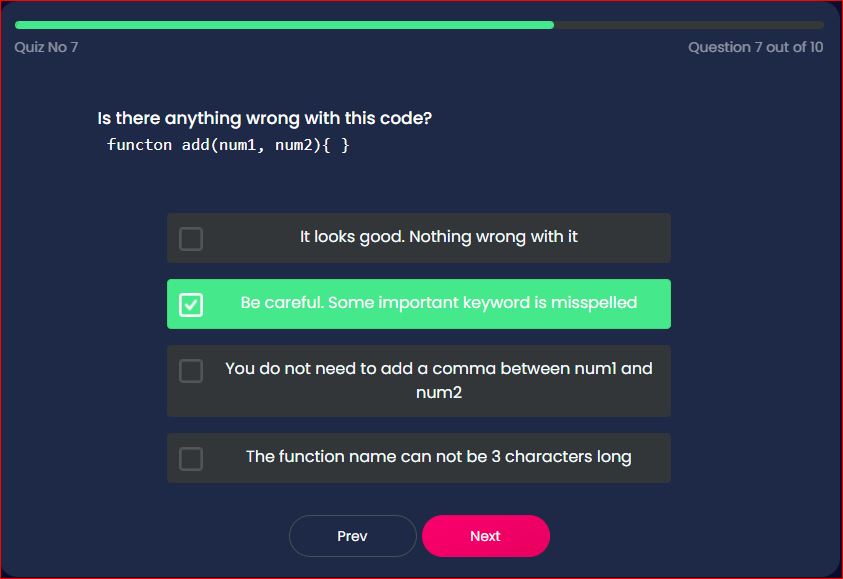 Quiz No 7
Question 7 out of 10
Is there anything wrong with this code?
functon add(num1, num2){ }
It looks good. Nothing wrong with it
Be careful. Some important keyword is misspelled
You do not need to add a comma between num1 and
num2
The function name can not be 3 characters long
Prev
Next